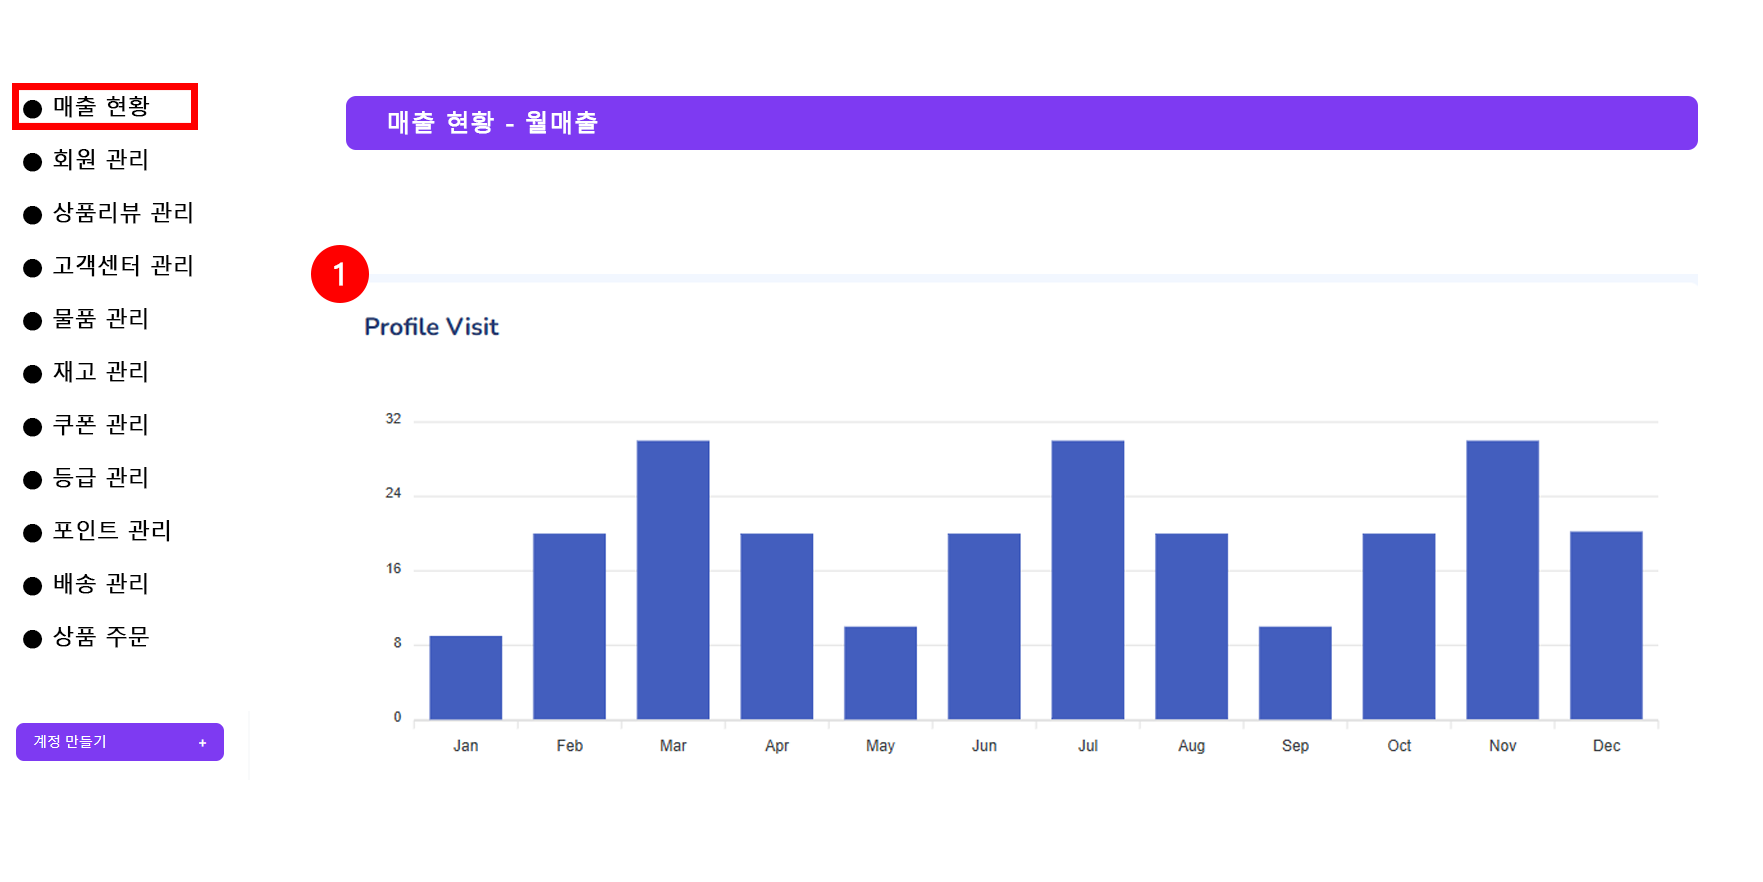 매출 현황
회원 관리
상품리뷰 관리
고객센터 관리
물품 관리
재고 관리
쿠폰 관리
등급 관리
포인트 관리
배송 관리
상품 주문
계정 만들기 +
매출 현황 - 월매출
1
Profile Visit
32
24
16
8
0
Jan Feb Mar Apr May Jun Jul Aug Sep Oct Nov Dec